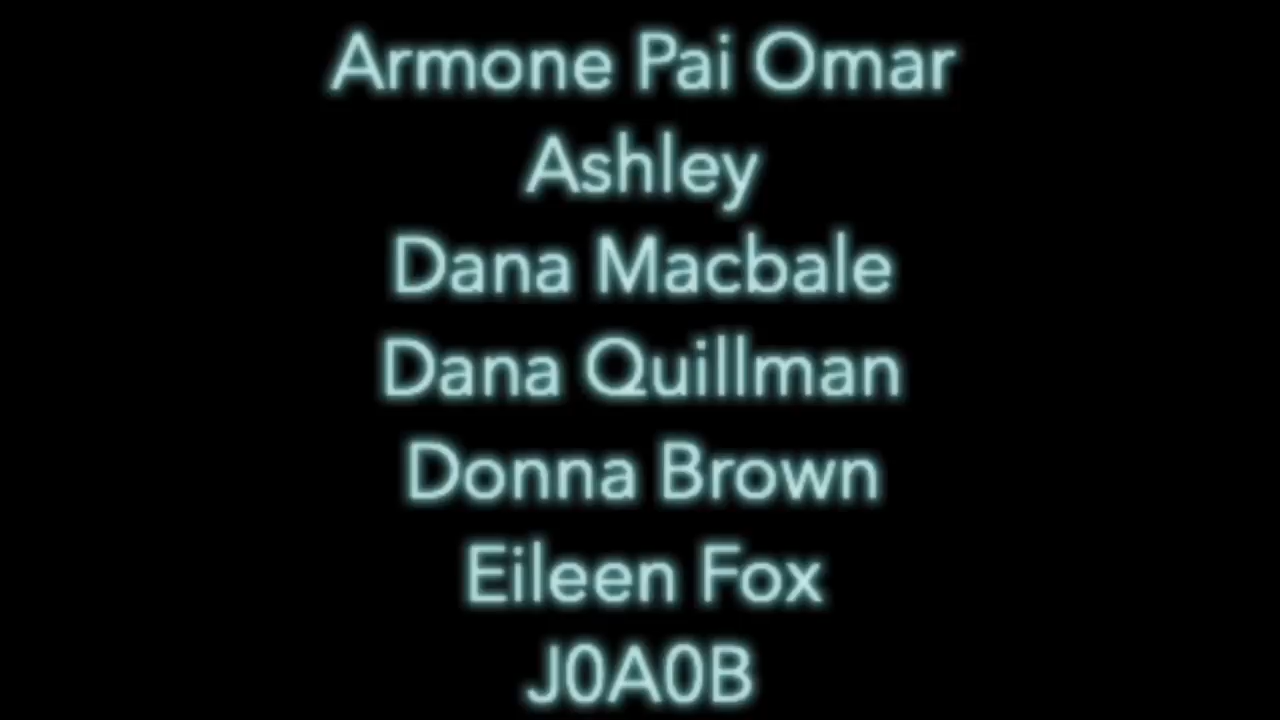 Armone Pai Omar
Ashley
Dana Macbale
Dana Quillman
Donna Brown
Eileen Fox
J0A0B